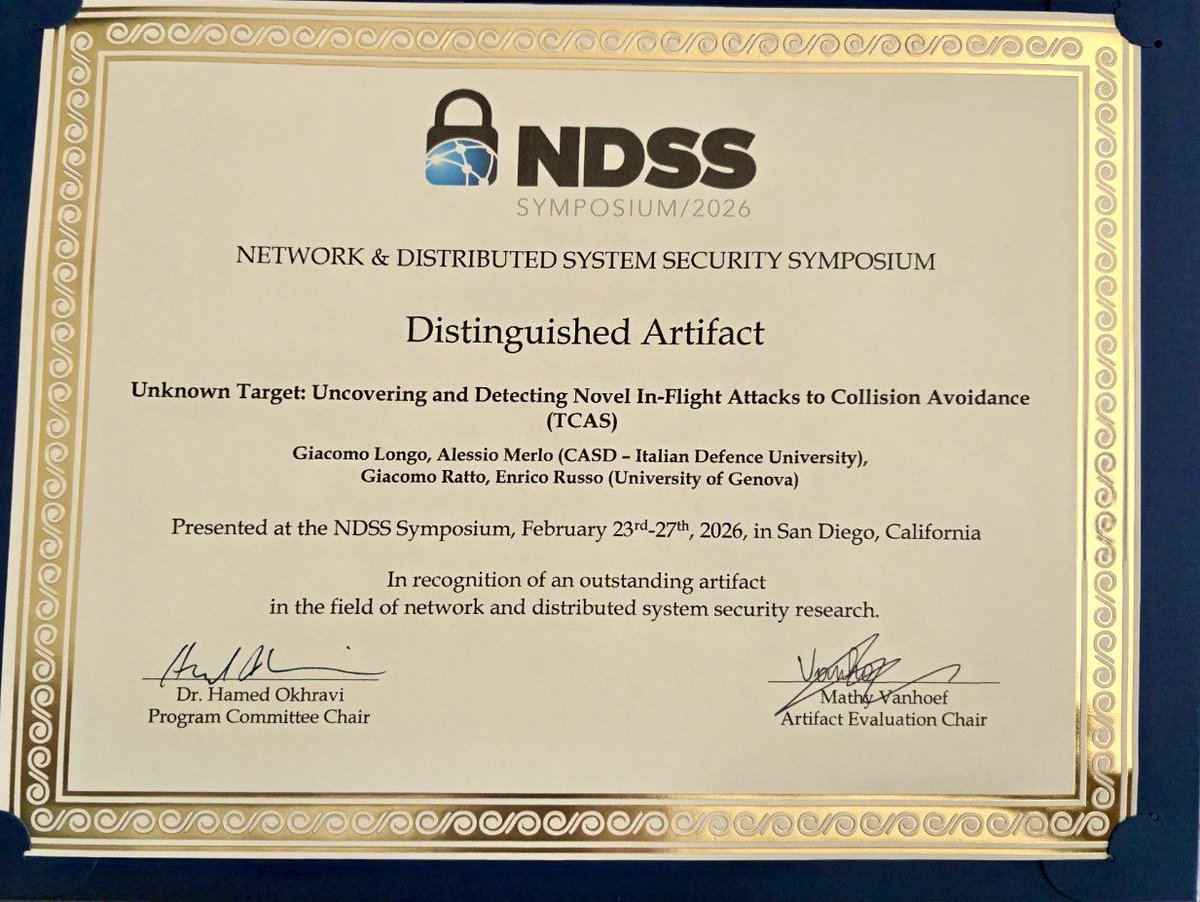 NDSS
SYMPOSIUM/2026
NETWORK & DISTRIBUTED SYSTEM SECURITY SYMPOSIUM
Distinguished Artifact
Unknown Target: Uncovering and Detecting Novel In-Flight Attacks to Collision Avoidance
(TCAS)
Giacomo Longo, Alessio Merlo (CASD – Italian Defence University),
Giacomo Ratto, Enrico Russo (University of Genova)
Presented at the NDSS Symposium, February 23rd-27th, 2026, in San Diego, California
In recognition of an outstanding artifact
in the field of network and distributed system security research.
Dr. Hamed Okhravi
Program Committee Chair
Mathy Vanhoef
Artifact Evaluation Chair